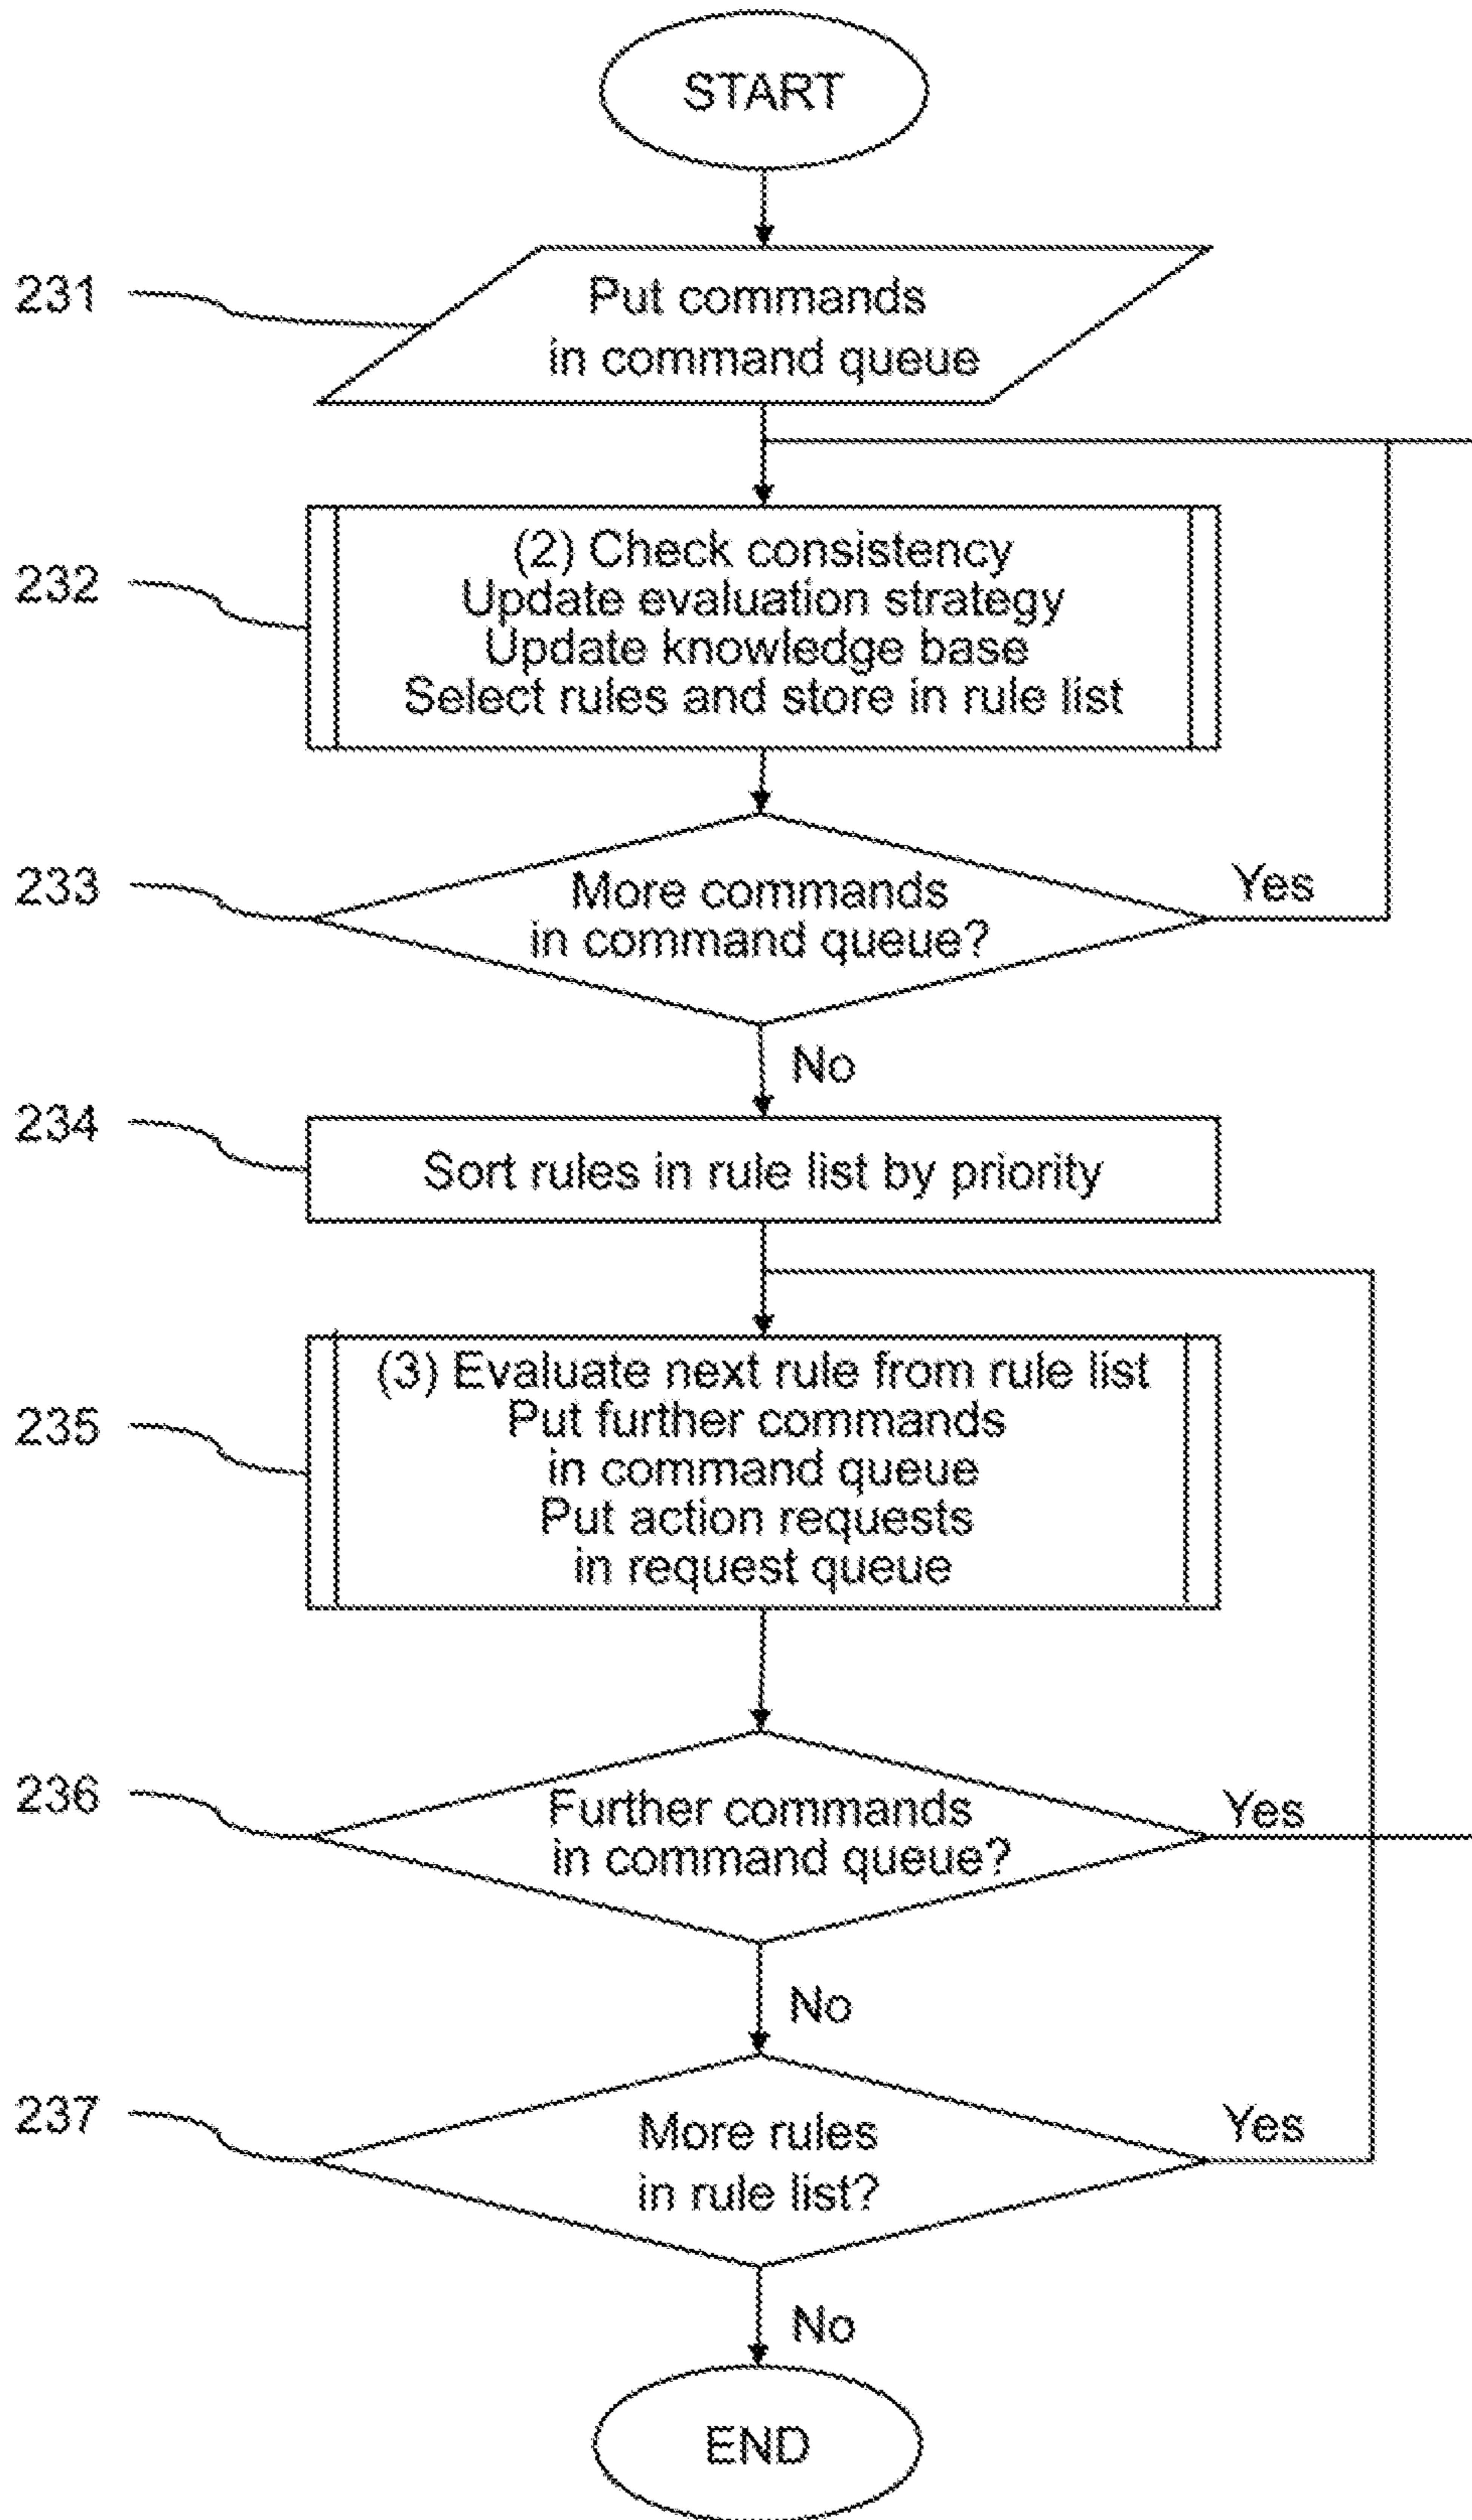 START
231
Put commands
in command queue
232
(2) Check consistency
Update evaluation strategy
Update knowledge base
Select rules and store in rule list
233
More commands
in command queue?
Yes
No
234
Sort rules in rule list by priority
235
(3) Evaluate next rule from rule list
Put further commands
in command queue
Put action requests
in request queue
236
Further commands
in command queue?
Yes
No
237
More rules
in rule list?
Yes
No
END